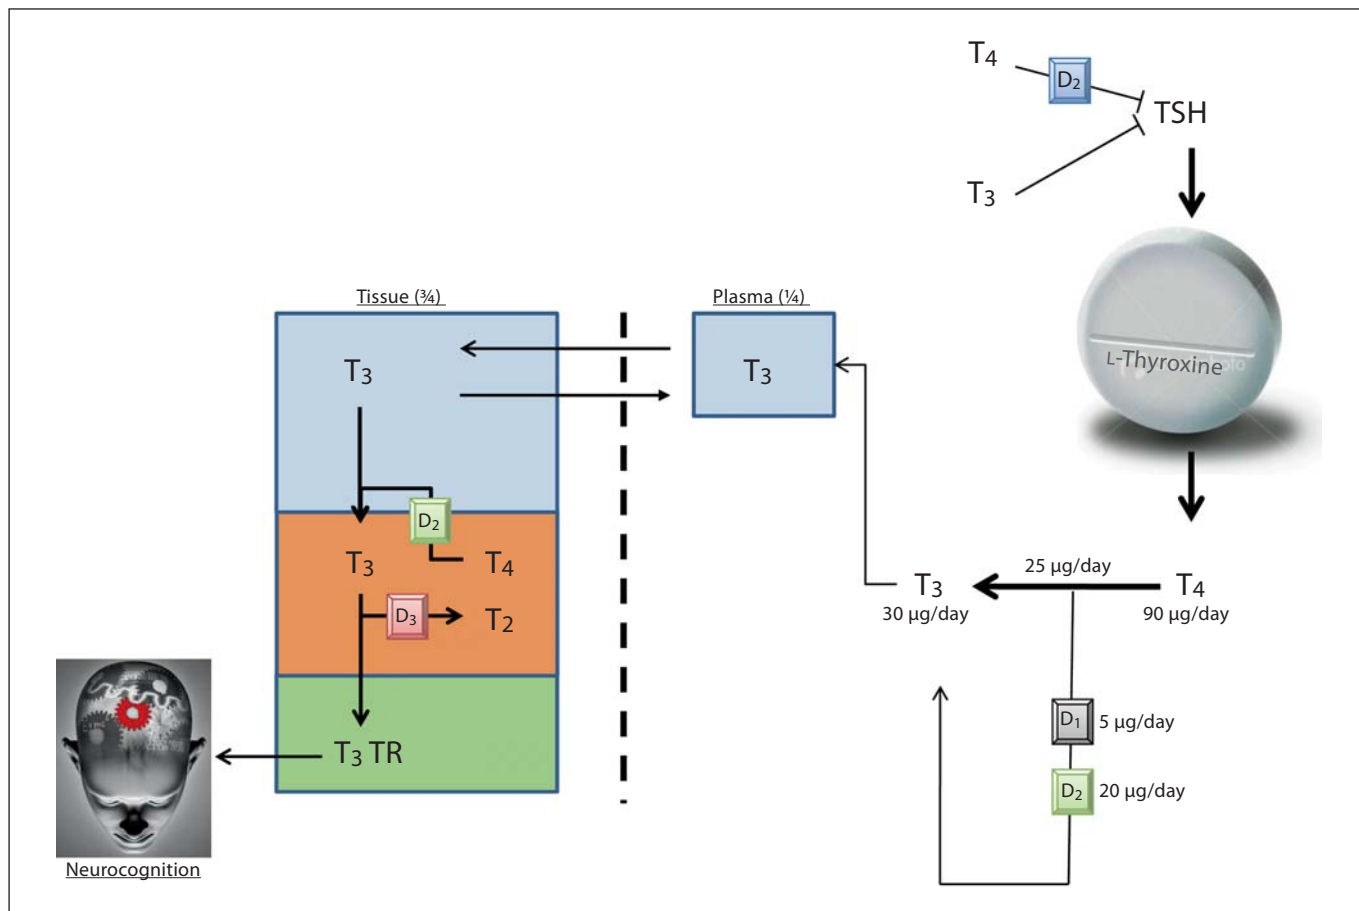 T4
D2
TSH
T3
L-Thyroxine
Tissue (¾)
Plasma (¼)
T3
T3
D2
T3
T4
D3
T2
T3 TR
Neurocognition
25 µg/day
T3
T4
30 µg/day
90 µg/day
D1
5 µg/day
D2
20 µg/day